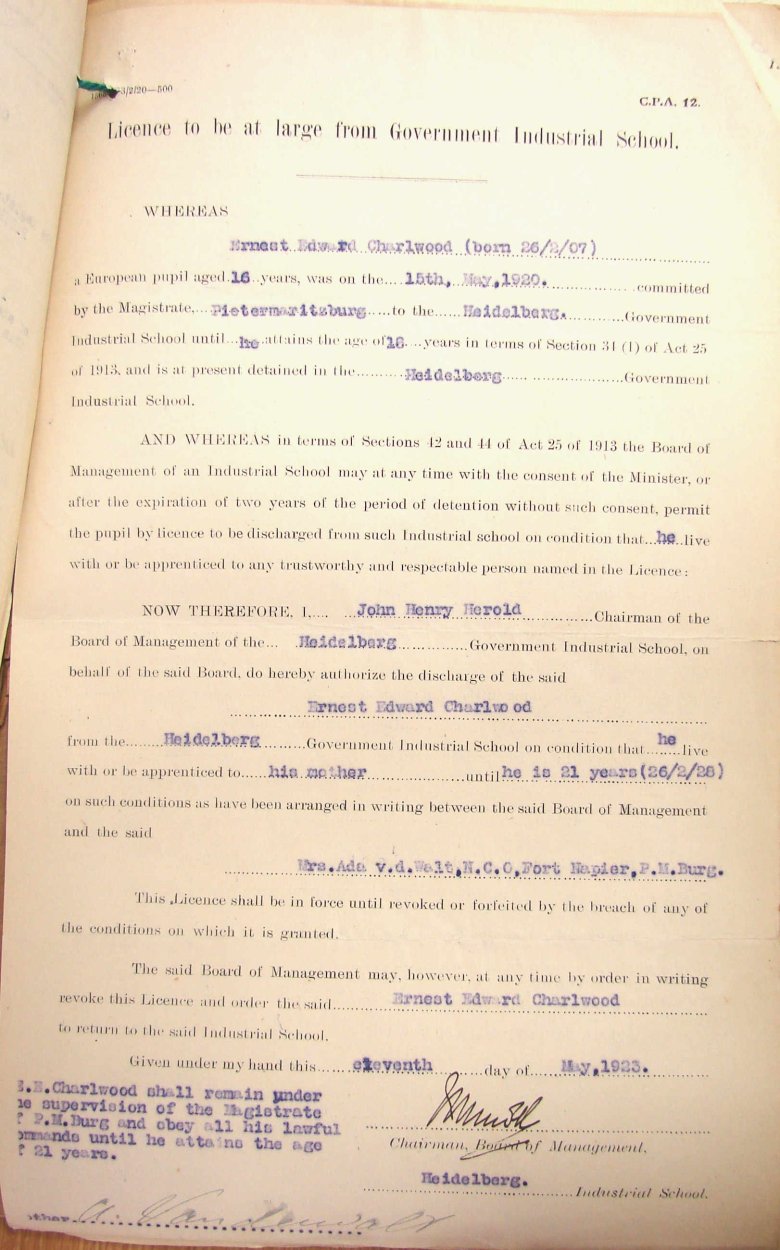 3/2/20—500
C.P.A. 12.
1.
Licence to be at large from Government Industrial School.
WHEREAS
Ernest Edward Charlwood (born 26/2/07)
a European pupil aged 16 years, was on the 15th, May,1920. committed
by the Magistrate, Pietermaritzburg to the Heidelberg. Government
Industrial School until he attains the age of 18 years in terms of Section 31 (1) of Act 25
of 1913, and is at present detained in the Heidelberg Government
Industrial School.
AND WHEREAS in terms of Sections 42 and 44 of Act 25 of 1913 the Board of
Management of an Industrial School may at any time with the consent of the Minister, or
after the expiration of two years of the period of detention without such consent, permit
the pupil by licence to be discharged from such Industrial school on condition that he live
with or be apprenticed to any trustworthy and respectable person named in the Licence:
NOW THEREFORE, I, John Henry Herold Chairman of the
Board of Management of the Heidelberg Government Industrial School, on
behalf of the said Board, do hereby authorize the discharge of the said
Ernest Edward Charlwood
from the Heidelberg Government Industrial School on condition that he live
with or be apprenticed to his mother until he is 21 years(26/2/28)
on such conditions as have been arranged in writing between the said Board of Management
and the said
Mrs.Ada v.d.Walt,N.C.O,Fort Napier,P.M.Burg.
This Licence shall be in force until revoked or forfeited by the breach of any of
the conditions on which it is granted.
The said Board of Management may, however, at any time by order in writing
revoke this Licence and order the said Ernest Edward Charlwood
to return to the said Industrial School.
Given under my hand this eleventh day of May,1923.
E.E.Charlwood shall remain under
he supervision of the Magistrate
f P.M.Burg and obey all his lawful
ommands until he attains the age
f 21 years.
Chairman, Board of Management,
Heidelberg. Industrial School.
other A. Van der walt